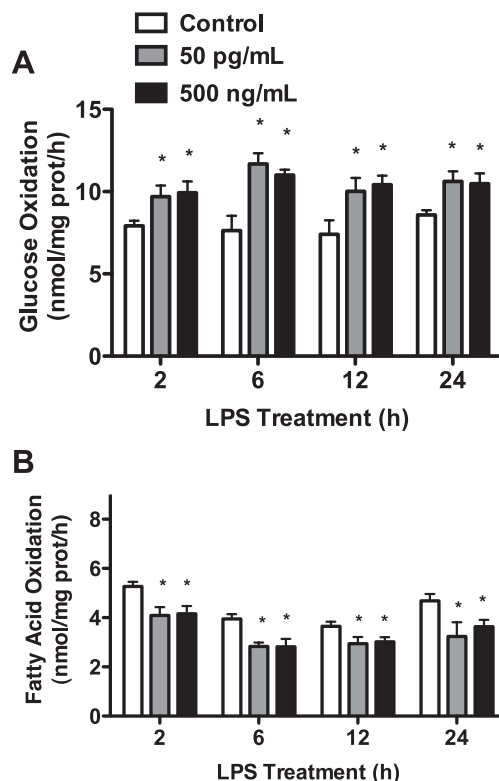 Control
50 pg/mL
500 ng/mL
A
Glucose Oxidation
(nmol/mg prot/h)
15
10
5
0
* * * * * * * *
2 6 12 24
LPS Treatment (h)
B
Fatty Acid Oxidation
(nmol/mg prot/h)
8
6
4
2
0
* * * * * * * *
2 6 12 24
LPS Treatment (h)